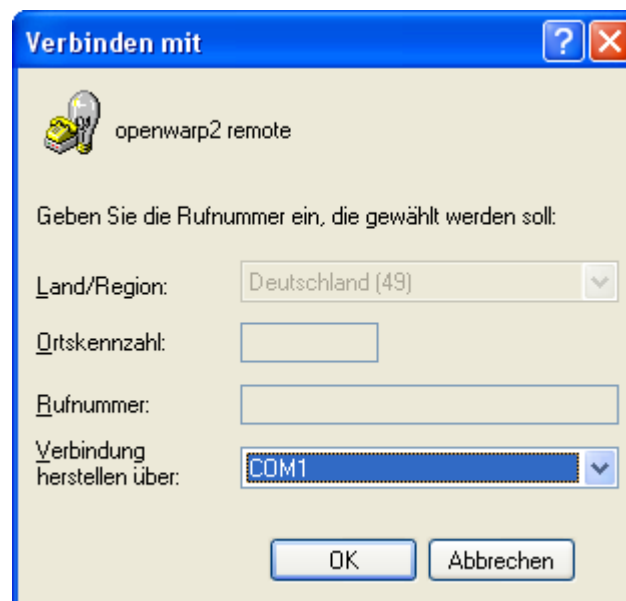 Verbinden mit
?
openwarp2 remote
Geben Sie die Rufnummer ein, die gewählt werden soll:
Land/Region:
Deutschland (49)
Ortskennzahl:
Rufnummer:
Verbindung
herstellen über:
COM1
OK
Abbrechen